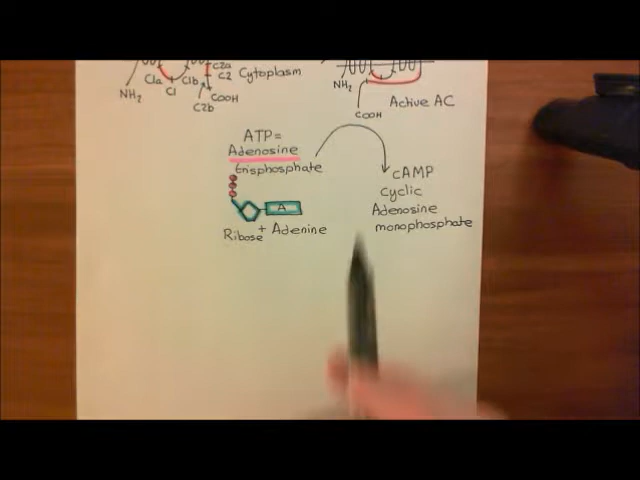 C2a
C1a
C1b
C2
Cytoplasm
NH2
C1
COOH
C2b
NH2
COOH
Active AC
ATP =
Adenosine
trisphosphate
cAMP
Cyclic
Adenosine
monophosphate
A
Ribose + Adenine